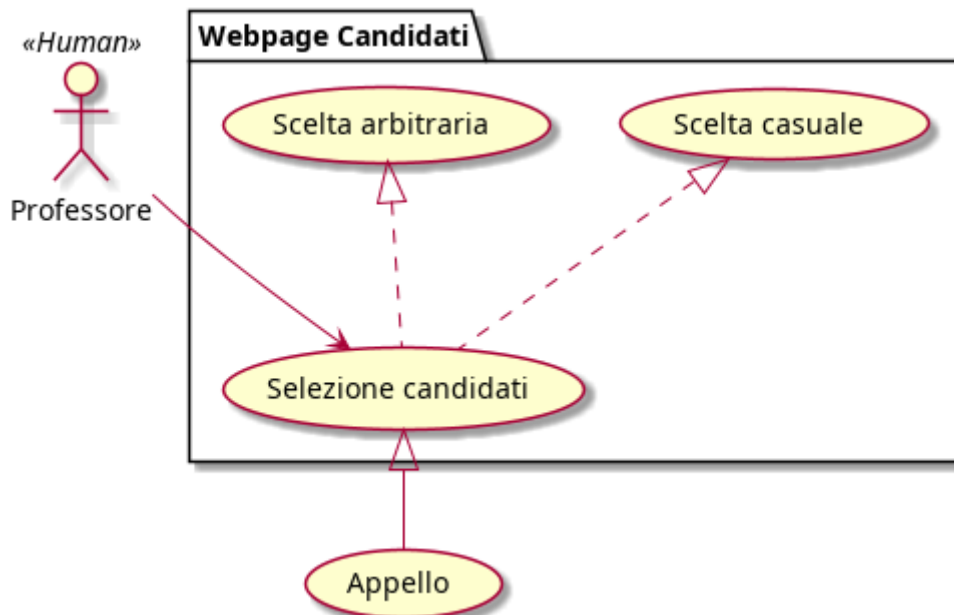 Webpage Candidati
«Human»
Professore
Scelta arbitraria
Scelta casuale
Selezione candidati
Appello